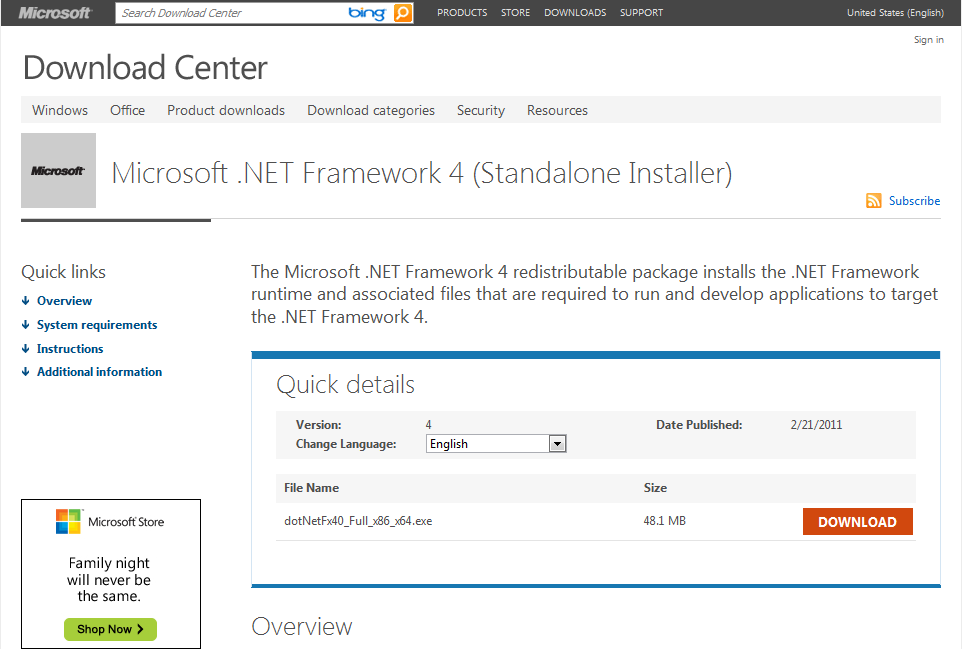 Microsoft
Search Download Center
bing
PRODUCTS STORE DOWNLOADS SUPPORT
United States (English)
Sign in
Download Center
Windows Office Product downloads Download categories Security Resources
Microsoft
Microsoft .NET Framework 4 (Standalone Installer)
Subscribe
Quick links
Overview
System requirements
Instructions
Additional information
The Microsoft .NET Framework 4 redistributable package installs the .NET Framework
runtime and associated files that are required to run and develop applications to target
the .NET Framework 4.
Quick details
Version: 4 Date Published: 2/21/2011
Change Language: English
File Name Size
dotNetFx40_Full_x86_x64.exe 48.1 MB DOWNLOAD
Microsoft Store
Family night
will never be
the same.
Shop Now
Overview